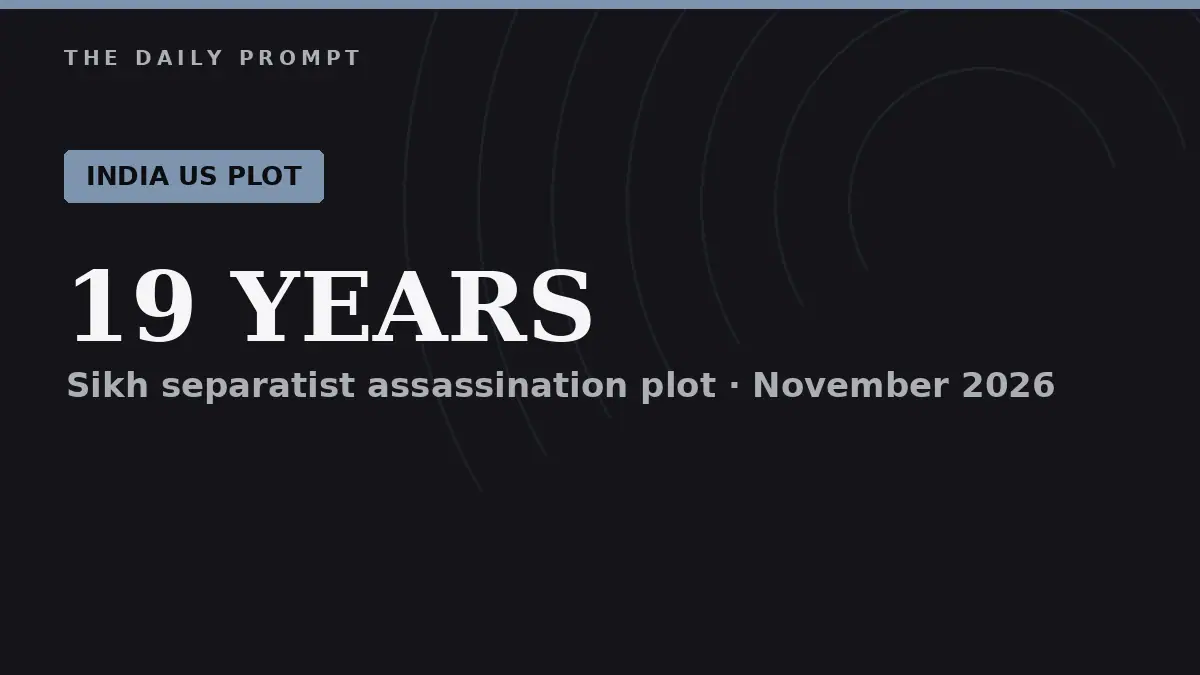 THE DAILY PROMPT
INDIA US PLOT
19 YEARS
Sikh separatist assassination plot · November 2026